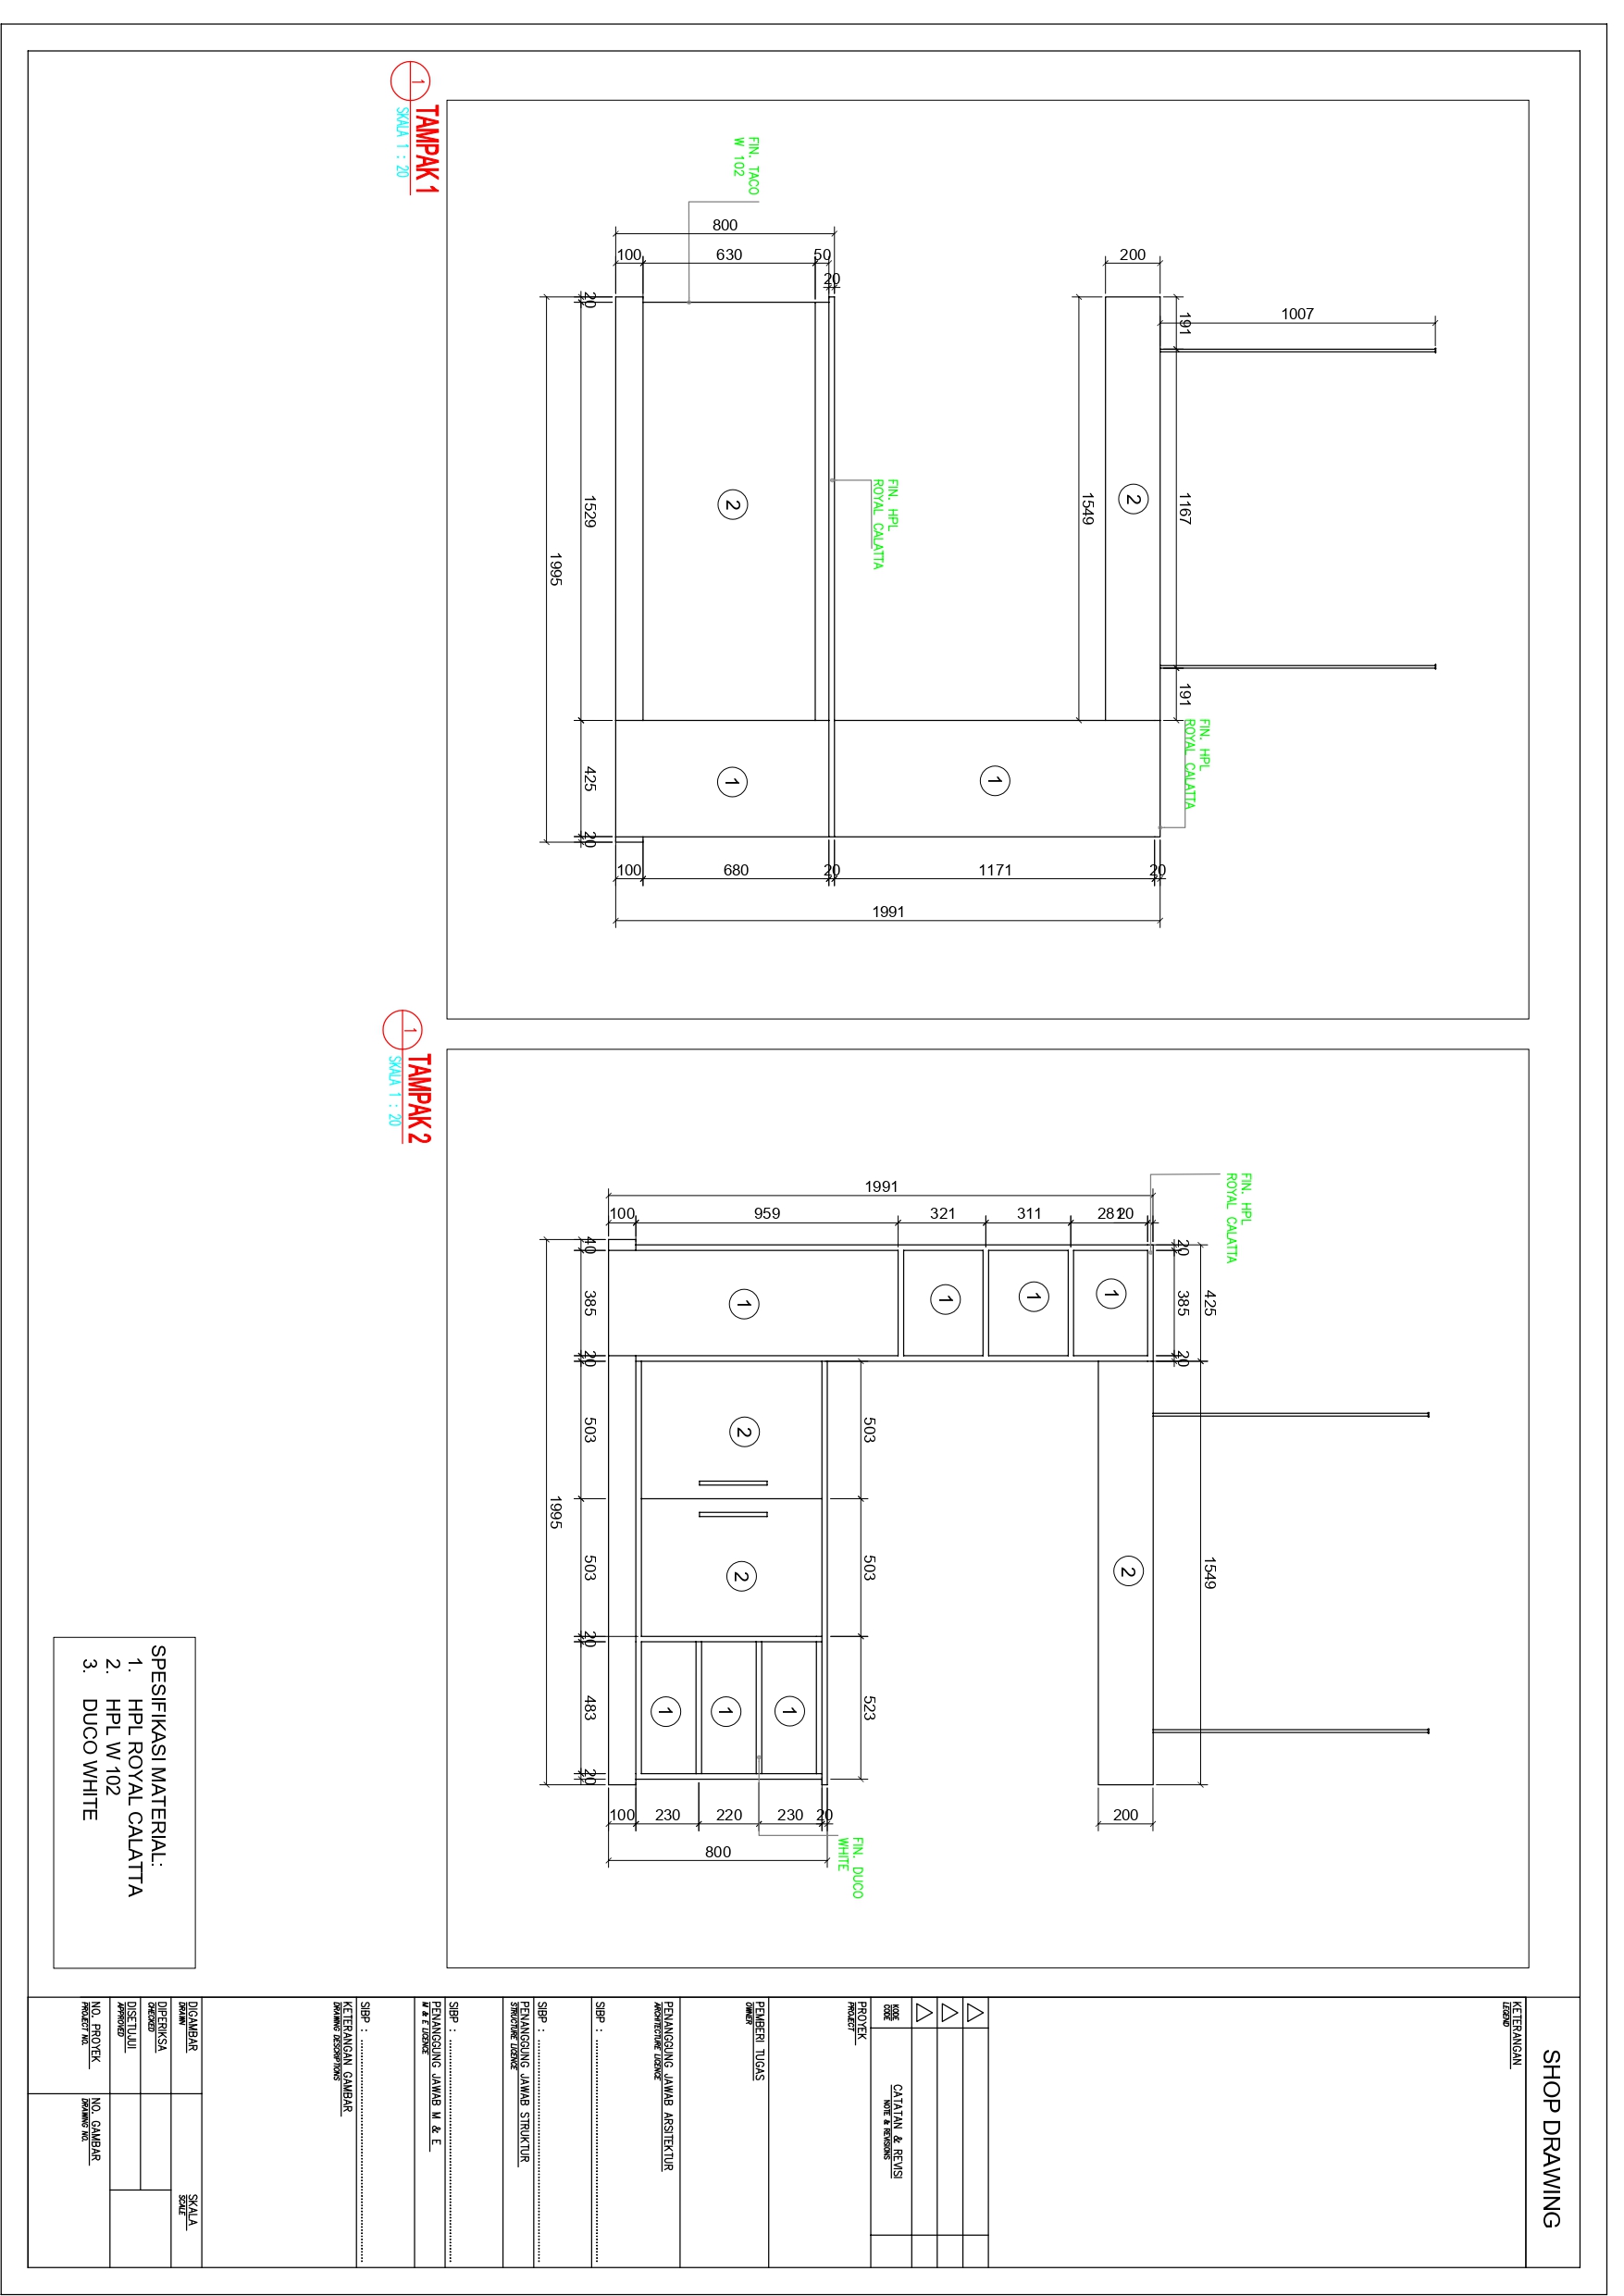 TAMPAK 1
1
SKALA 1 : 20
FIN. TACO
W 102
800
100
630
50
20
200
1007
191
1167
191
1549
2
FIN. HPL
ROYAL CALATTA
2
FIN. HPL
ROYAL CALATTA
1
1
20
1529
425
20
1995
100
680
20
1171
20
1991
TAMPAK 2
1
SKALA 1 : 20
FIN. HPL
ROYAL CALATTA
1991
100
959
321
311
281
20
20
385
20
425
1549
1
1
1
1
2
2
2
503
503
523
1
1
1
40
385
20
503
503
20
483
20
1995
100
230
220
230
20
800
200
FIN. DUCO
WHITE
SPESIFIKASI MATERIAL:
1. HPL ROYAL CALATTA
2. HPL W 102
3. DUCO WHITE
SHOP DRAWING
KETERANGAN
LEGEND
KODE
CODE
CATATAN & REVISI
NOTE & REVISIONS
PROYEK
PROJECT
PEMBERI TUGAS
OWNER
PENANGGUNG JAWAB ARSITEKTUR
ARCHITECTURE LICENCE
SIBP : ........................................
PENANGGUNG JAWAB STRUKTUR
STRUCTURE LICENCE
SIBP : ........................................
PENANGGUNG JAWAB M & E
M & E LICENCE
SIBP : ........................................
KETERANGAN GAMBAR
DRAWING DESCRIPTIONS
SIBP : ........................................
DIGAMBAR
DRAWN
SKALA
SCALE
DIPERIKSA
CHECKED
DISETUJUI
APPROVED
NO. PROYEK
PROJECT NO.
NO. GAMBAR
DRAWING NO.